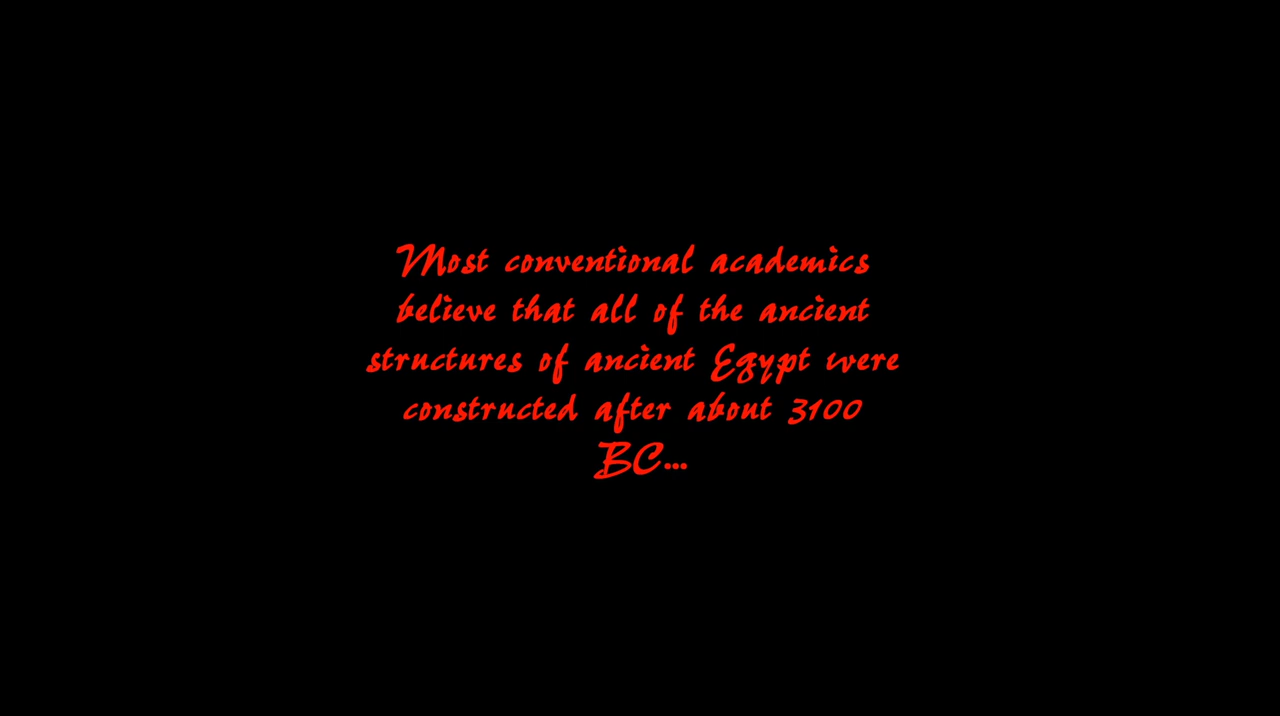 Most conventional academics
believe that all of the ancient
structures of ancient Egypt were
constructed after about 3100
BC...